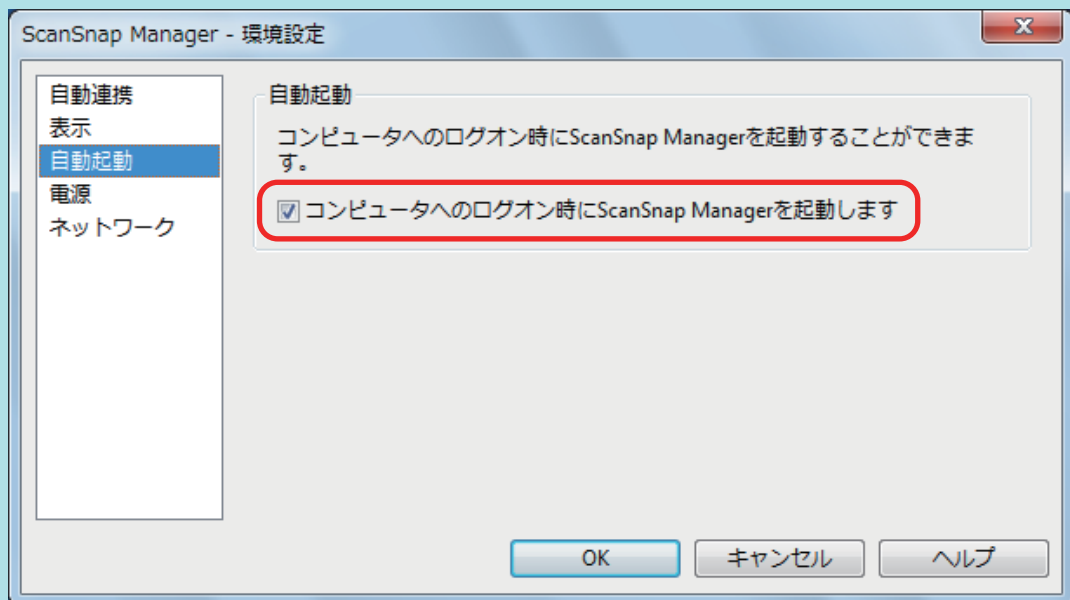 ScanSnap Manager - 環境設定
自動連携
表示
自動起動
電源
ネットワーク
自動起動
コンピュータへのログオン時にScanSnap Managerを起動することができま
す。
コンピュータへのログオン時にScanSnap Managerを起動します
OK
キャンセル
ヘルプ